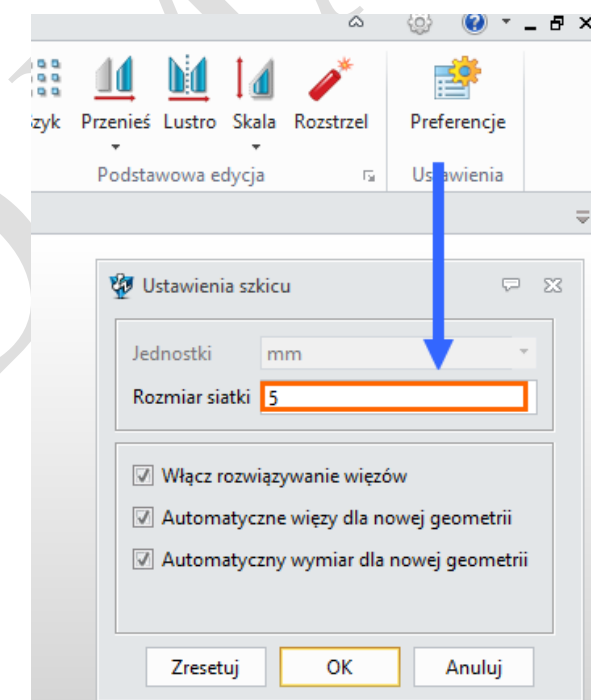 Przenieś Lustro Skala Rozstrzel Preferencje
Podstawowa edycja Ustawienia
Ustawienia szkicu
Jednostki mm
Rozmiar siatki 5
Włącz rozwiązywanie więzów
Automatyczne więzy dla nowej geometrii
Automatyczny wymiar dla nowej geometrii
Zresetuj OK Anuluj